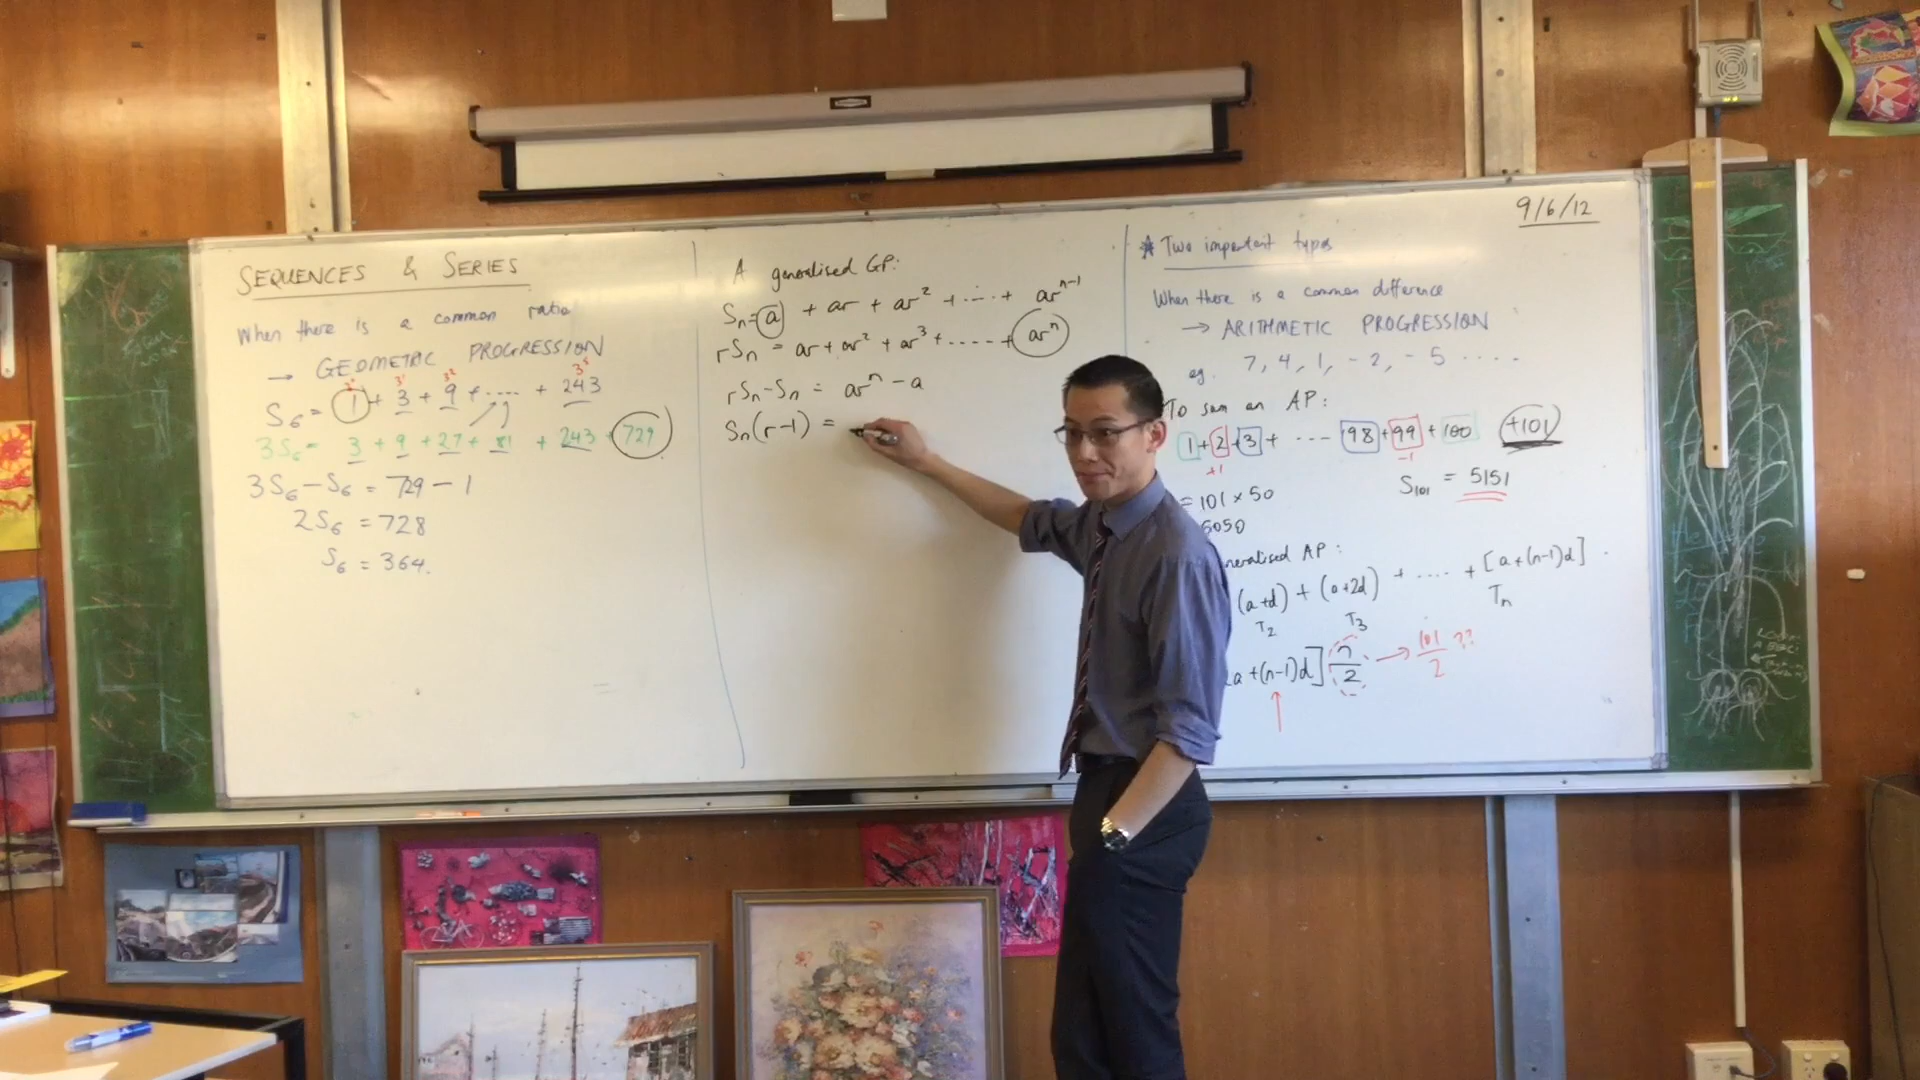 SEQUENCES & SERIES
When there is a common ratio
→ GEOMETRIC PROGRESSION
3⁰ 3¹ 3² 3⁵
S₆ = 1 + 3 + 9 + .... + 243
3S₆ = 3 + 9 + 27 + 81 + 243 + 729
3S₆ - S₆ = 729 - 1
2S₆ = 728
S₆ = 364.
A generalised GP:
Sₙ = a + ar + ar² + ..... + arⁿ⁻¹
rSₙ = ar + ar² + ar³ + ..... + arⁿ
rSₙ - Sₙ = arⁿ - a
Sₙ(r-1) =
9/6/12
* Two important types
When there is a common difference
→ ARITHMETIC PROGRESSION
eg. 7, 4, 1, -2, -5 ....
To sum an AP:
1 + 2 + 3 + ... 98 + 99 + 100 +101
+1 -1
= 101 × 50
S₁₀₁ = 5151
5050
neralised AP:
(a+d) + (a+2d) + .... + [a+(n-1)d]
T₂ T₃ Tₙ
a + (n-1)d] n/2 → 101/2 ??